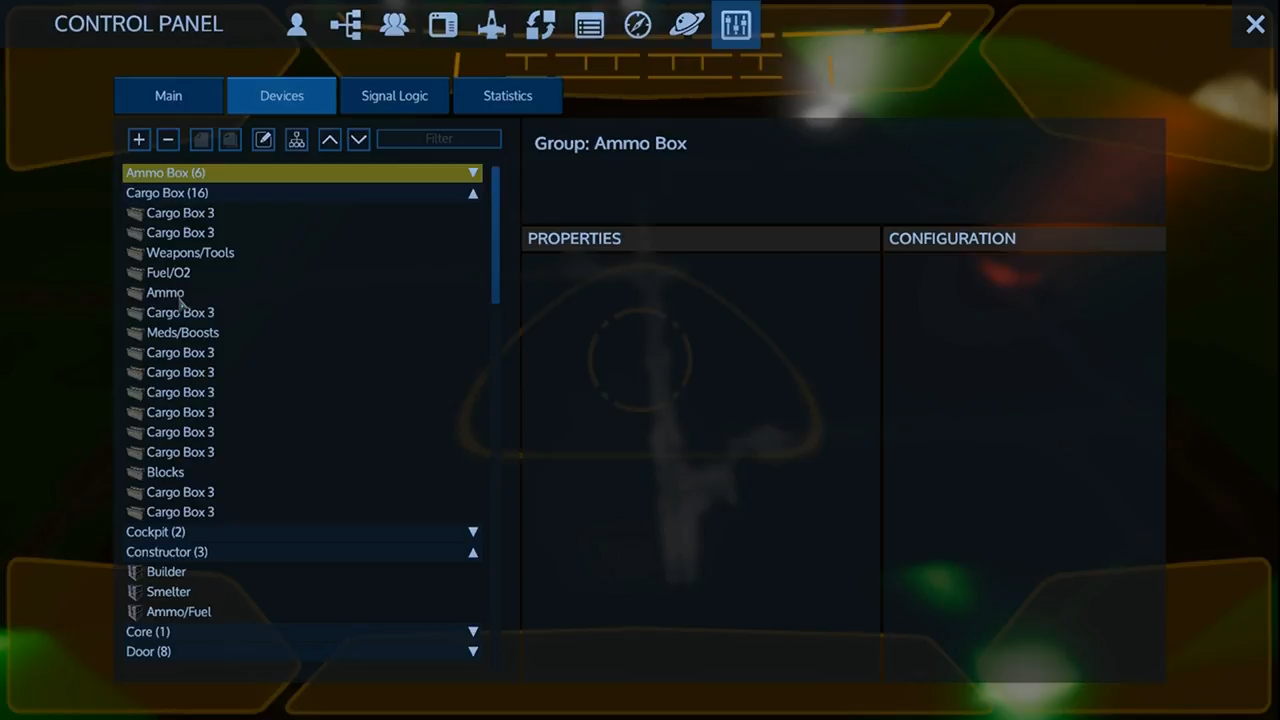 CONTROL PANEL
Main
Devices
Signal Logic
Statistics
Filter
Group: Ammo Box
Ammo Box (6)
Cargo Box (16)
Cargo Box 3
Cargo Box 3
Weapons/Tools
Fuel/O2
Ammo
Cargo Box 3
Meds/Boosts
Cargo Box 3
Cargo Box 3
Cargo Box 3
Cargo Box 3
Cargo Box 3
Cargo Box 3
Blocks
Cargo Box 3
Cargo Box 3
Cockpit (2)
Constructor (3)
Builder
Smelter
Ammo/Fuel
Core (1)
Door (8)
PROPERTIES
CONFIGURATION